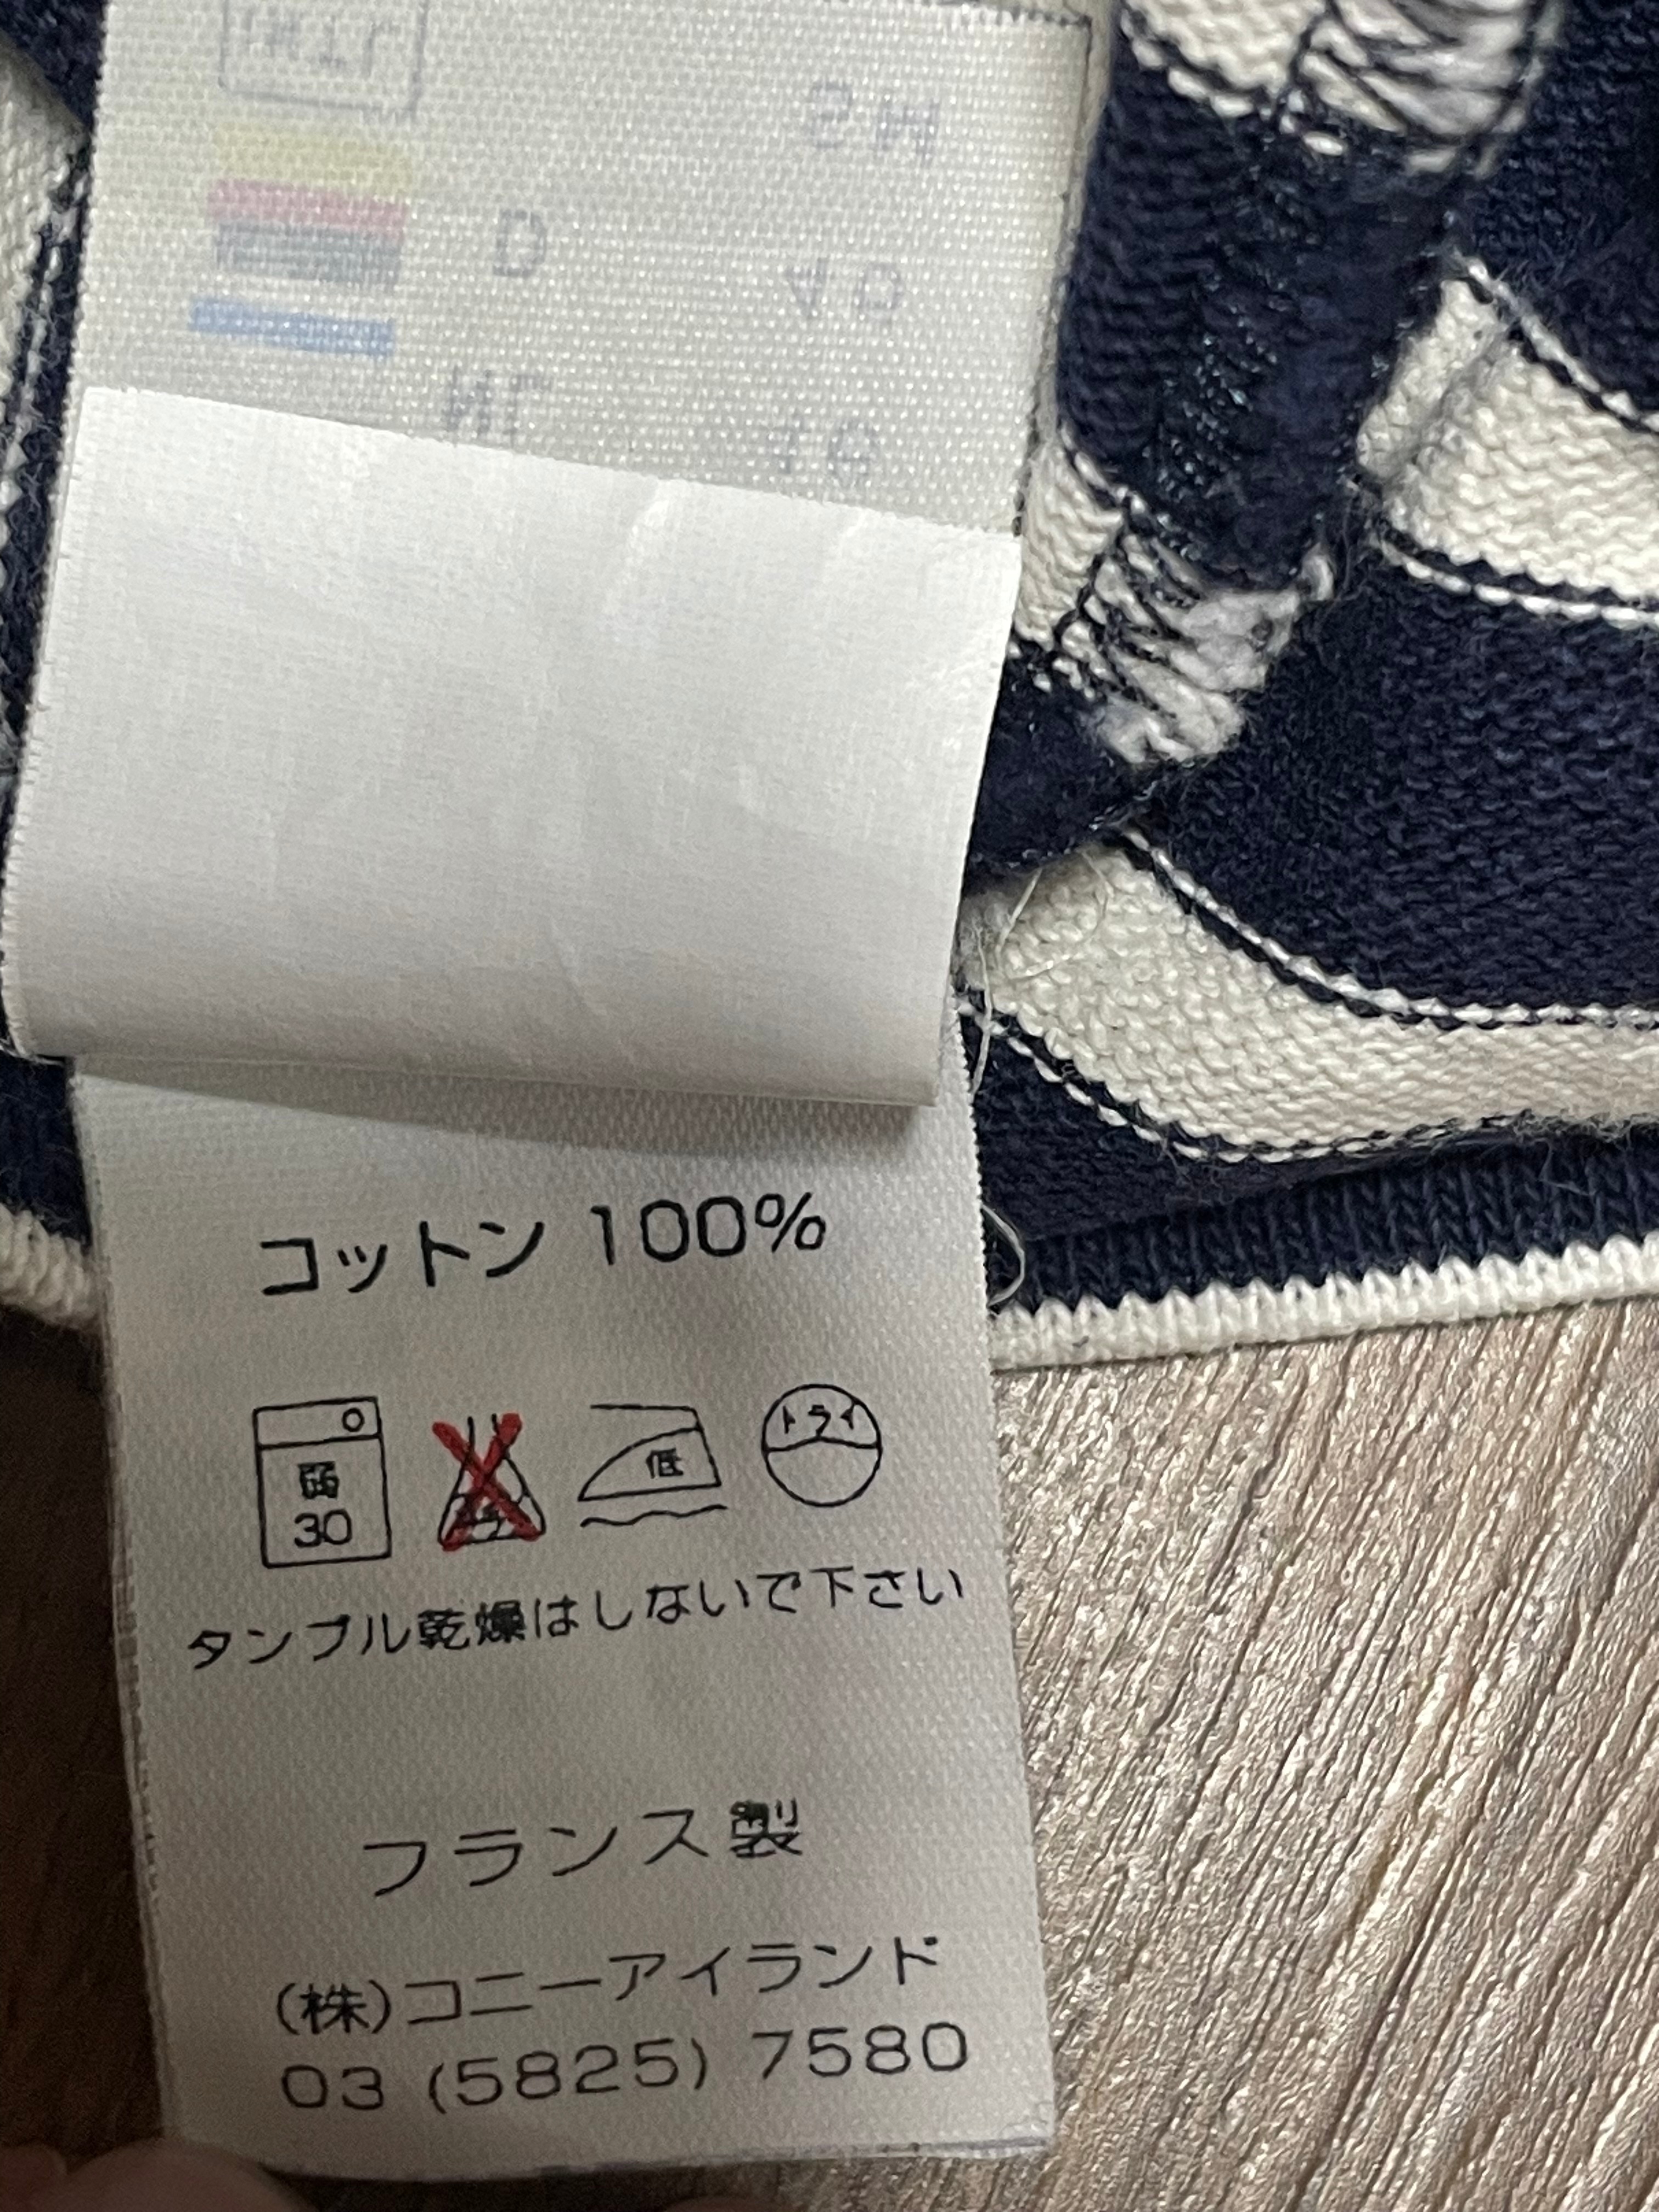 コットン 100%
弱
30
低
ドライ
タンブル乾燥はしないで下さい
フランス製
(株)コニーアイランド
03 (5825) 7580